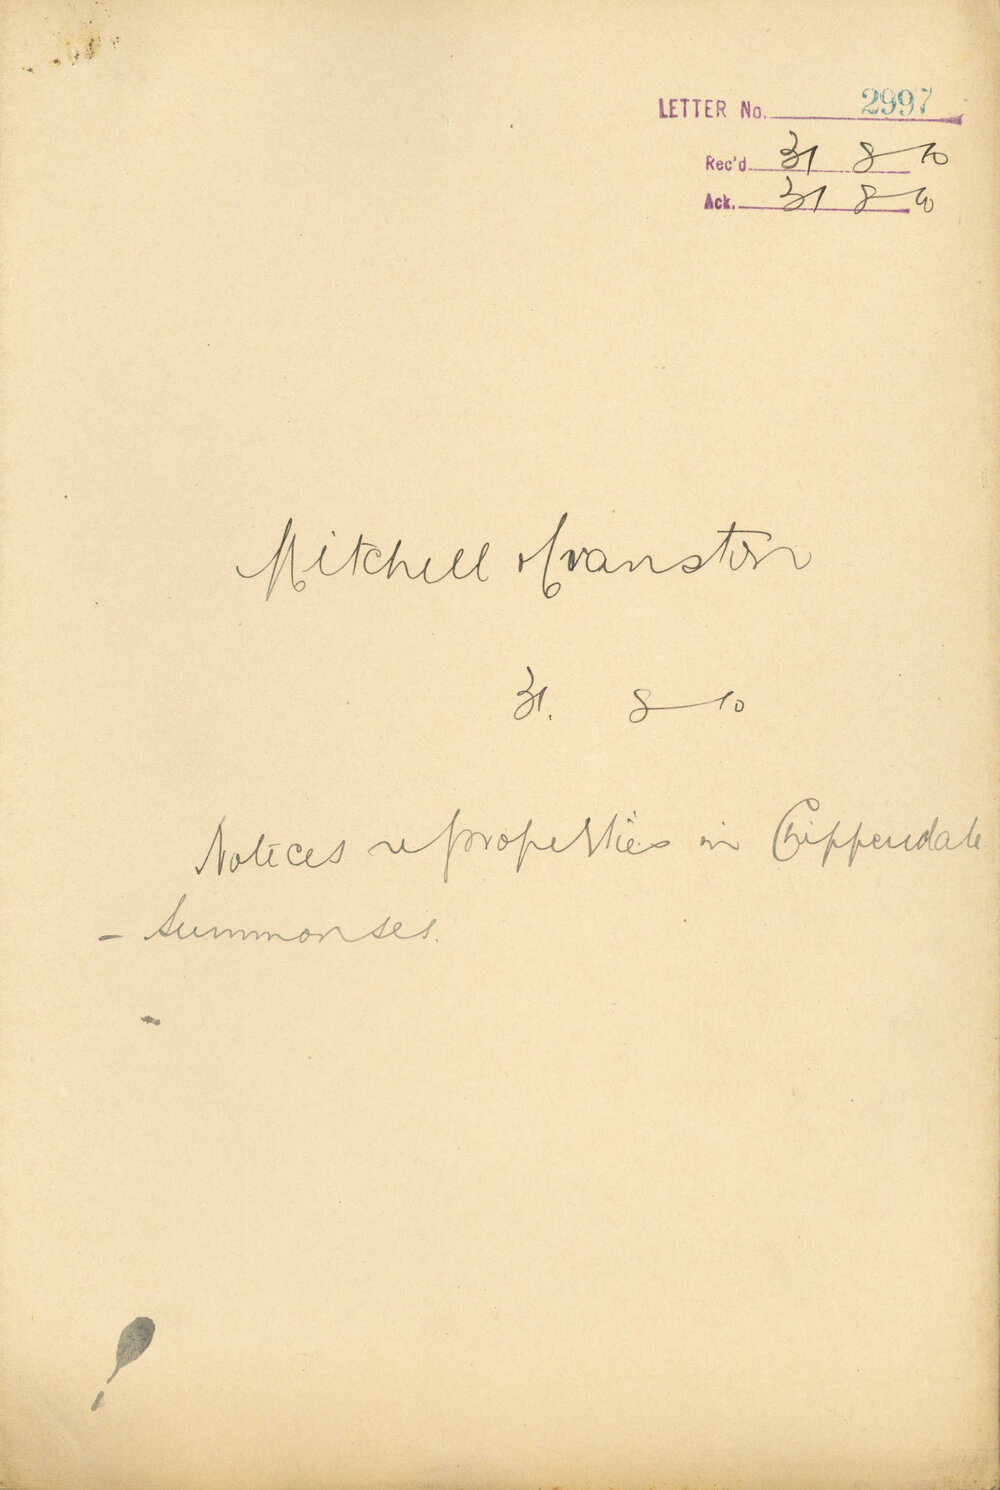 LETTER No. 2997
Rec'd 31 8 10
Ack. 31 8 10
Mitchell
31. 8 10
Notices re properties in Chippendale
- Summonses.